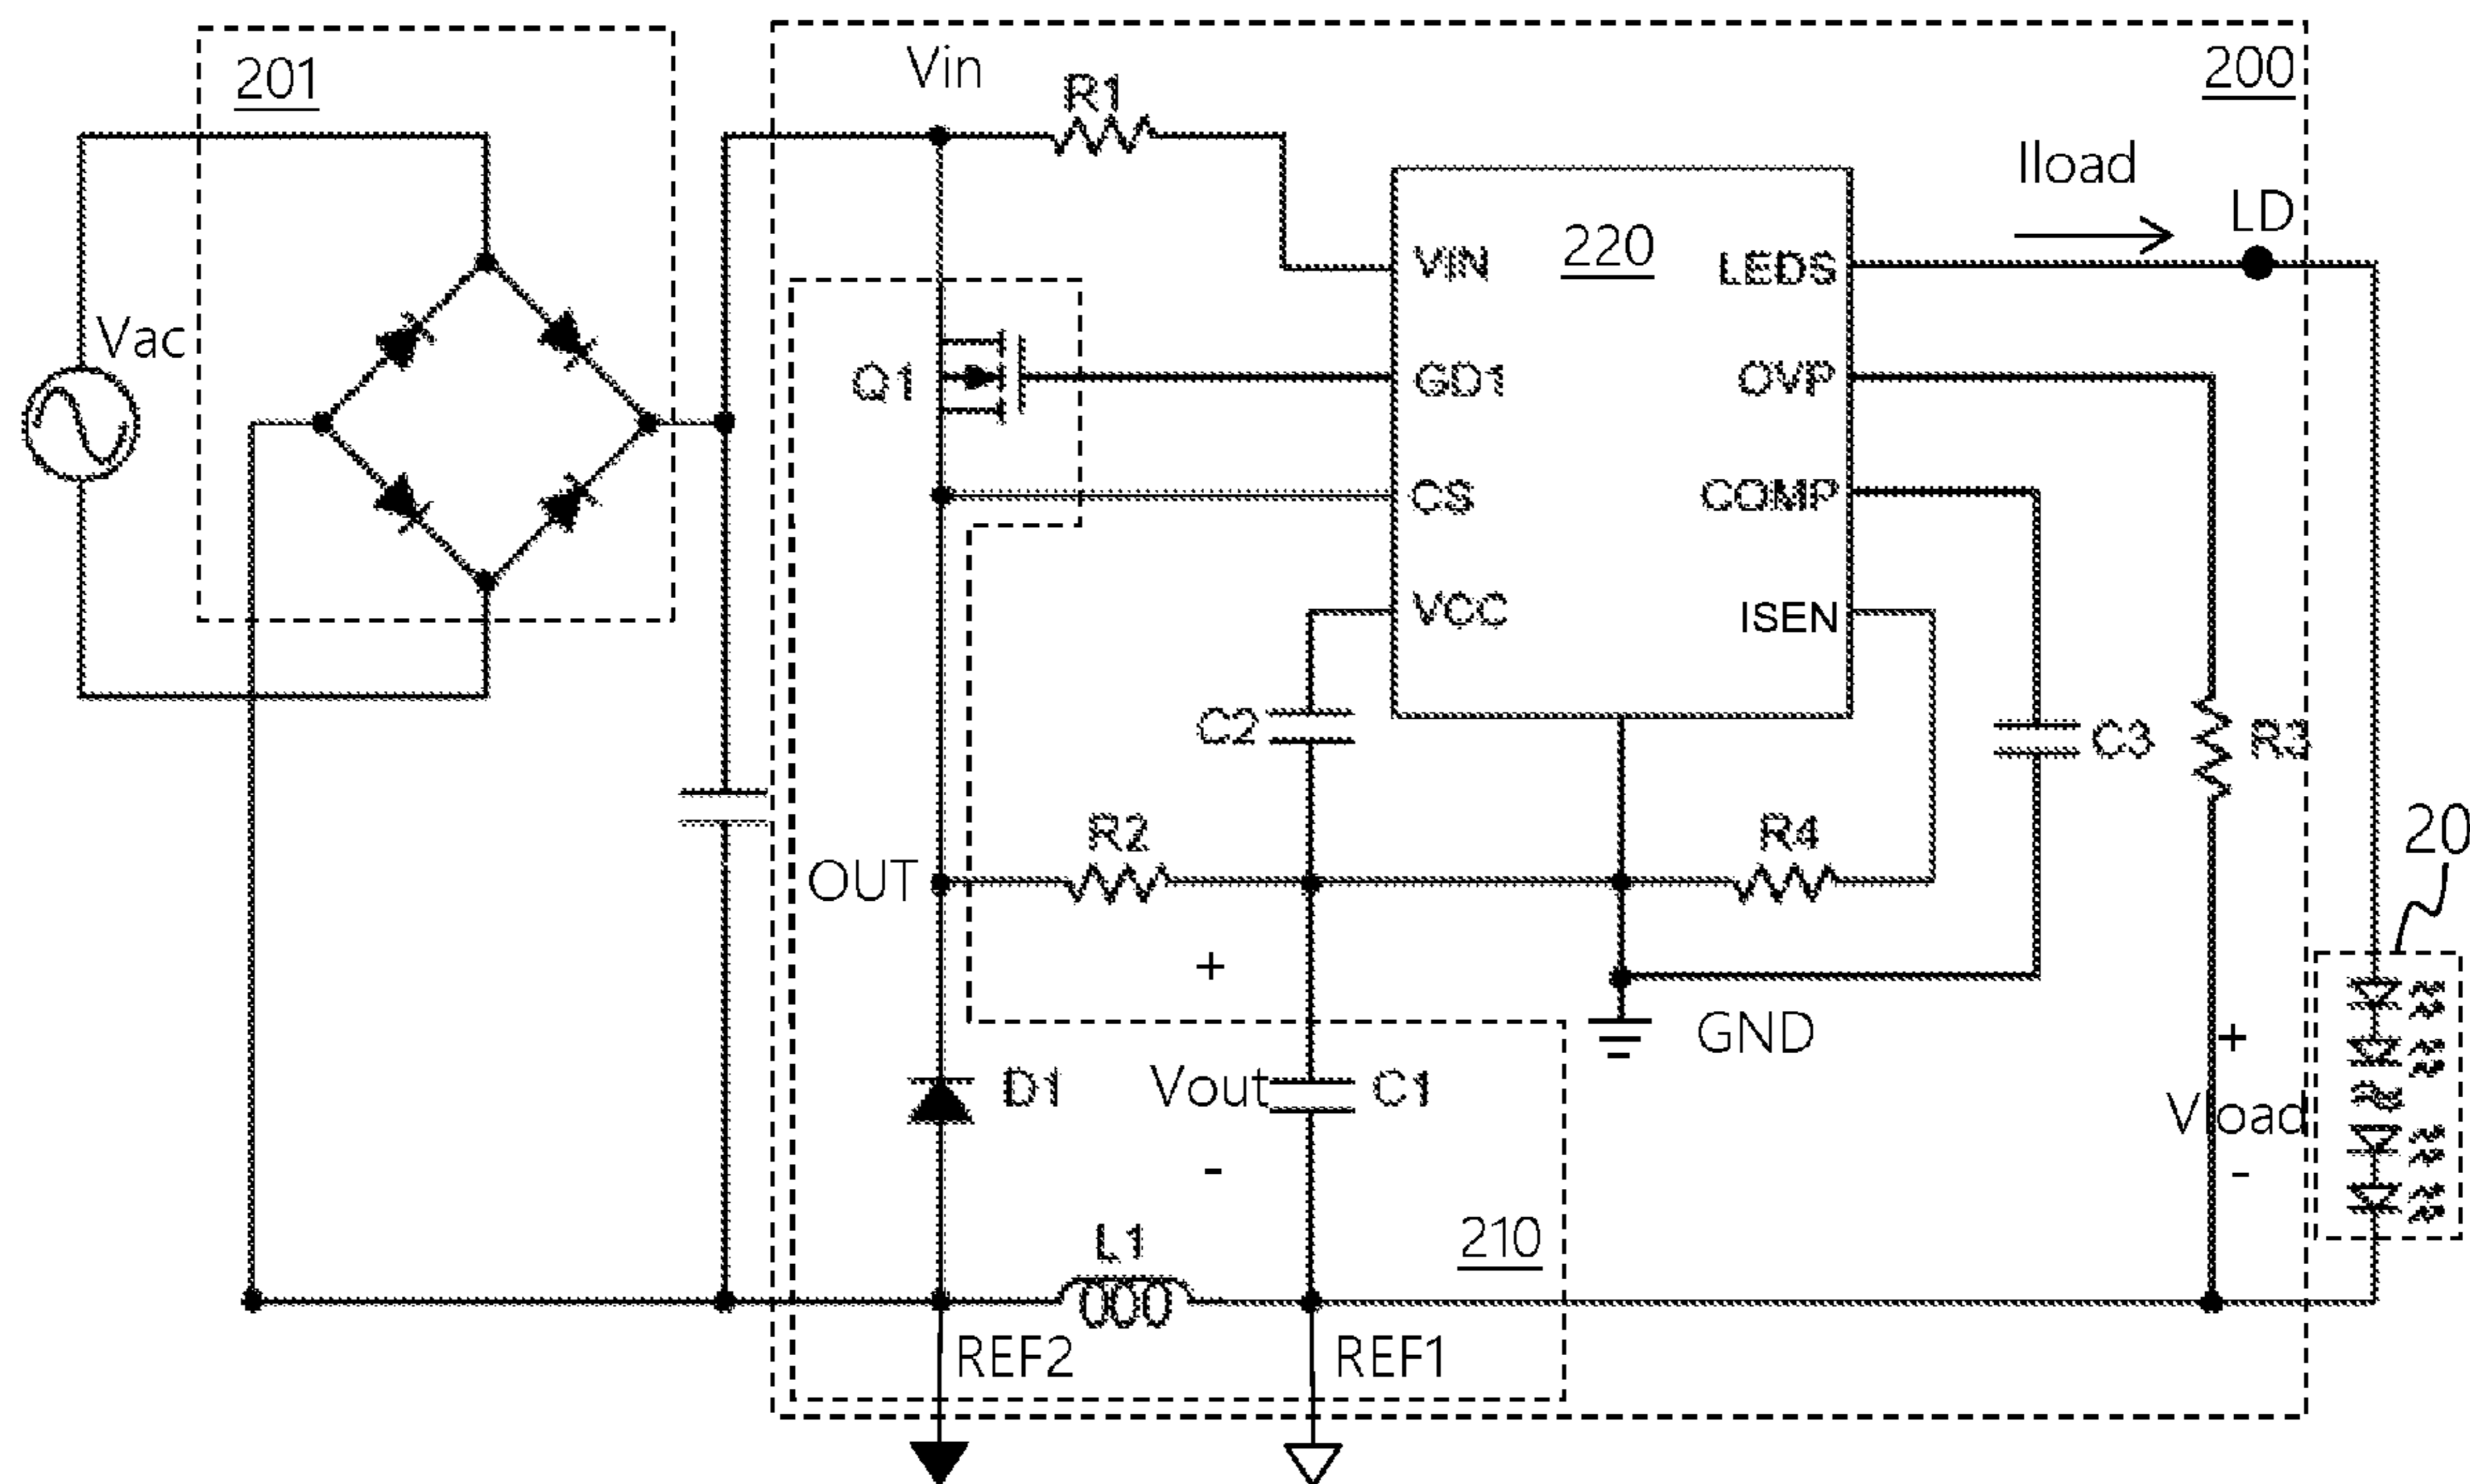 201
Vin
R1
200
Iload
LD
Vac
220
VIN
LEDS
Q1
GD1
OVP
CS
COMP
VCC
ISEN
C2
C3
R3
R2
R4
20
OUT
+
GND
+
D1
Vout
C1
Vload
-
-
L1
210
REF2
REF1